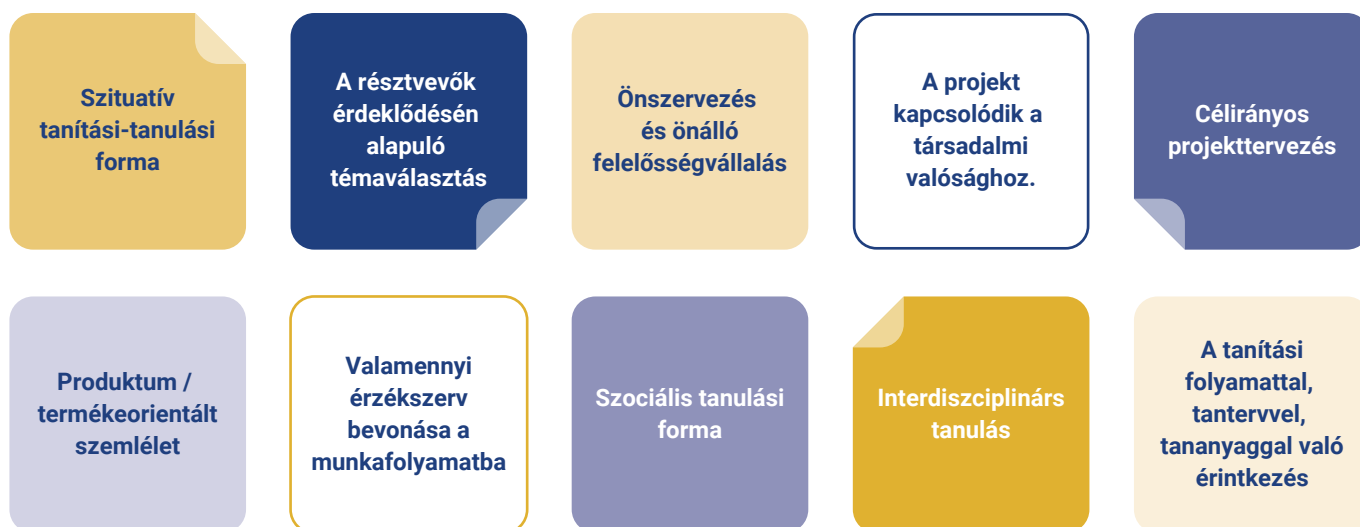 Szituatív
tanítási-tanulási
forma
A résztvevők
érdeklődésén
alapuló
témaválasztás
Önszervezés
és önálló
felelősségvállalás
A projekt
kapcsolódik a
társadalmi
valósághoz.
Célirányos
projekttervezés
Produktum /
termékeorientált
szemlélet
Valamennyi
érzékszerv
bevonása a
munkafolyamatba
Szociális tanulási
forma
Interdiszciplinárs
tanulás
A tanítási
folyamattal,
tantervvel,
tananyaggal való
érintkezés